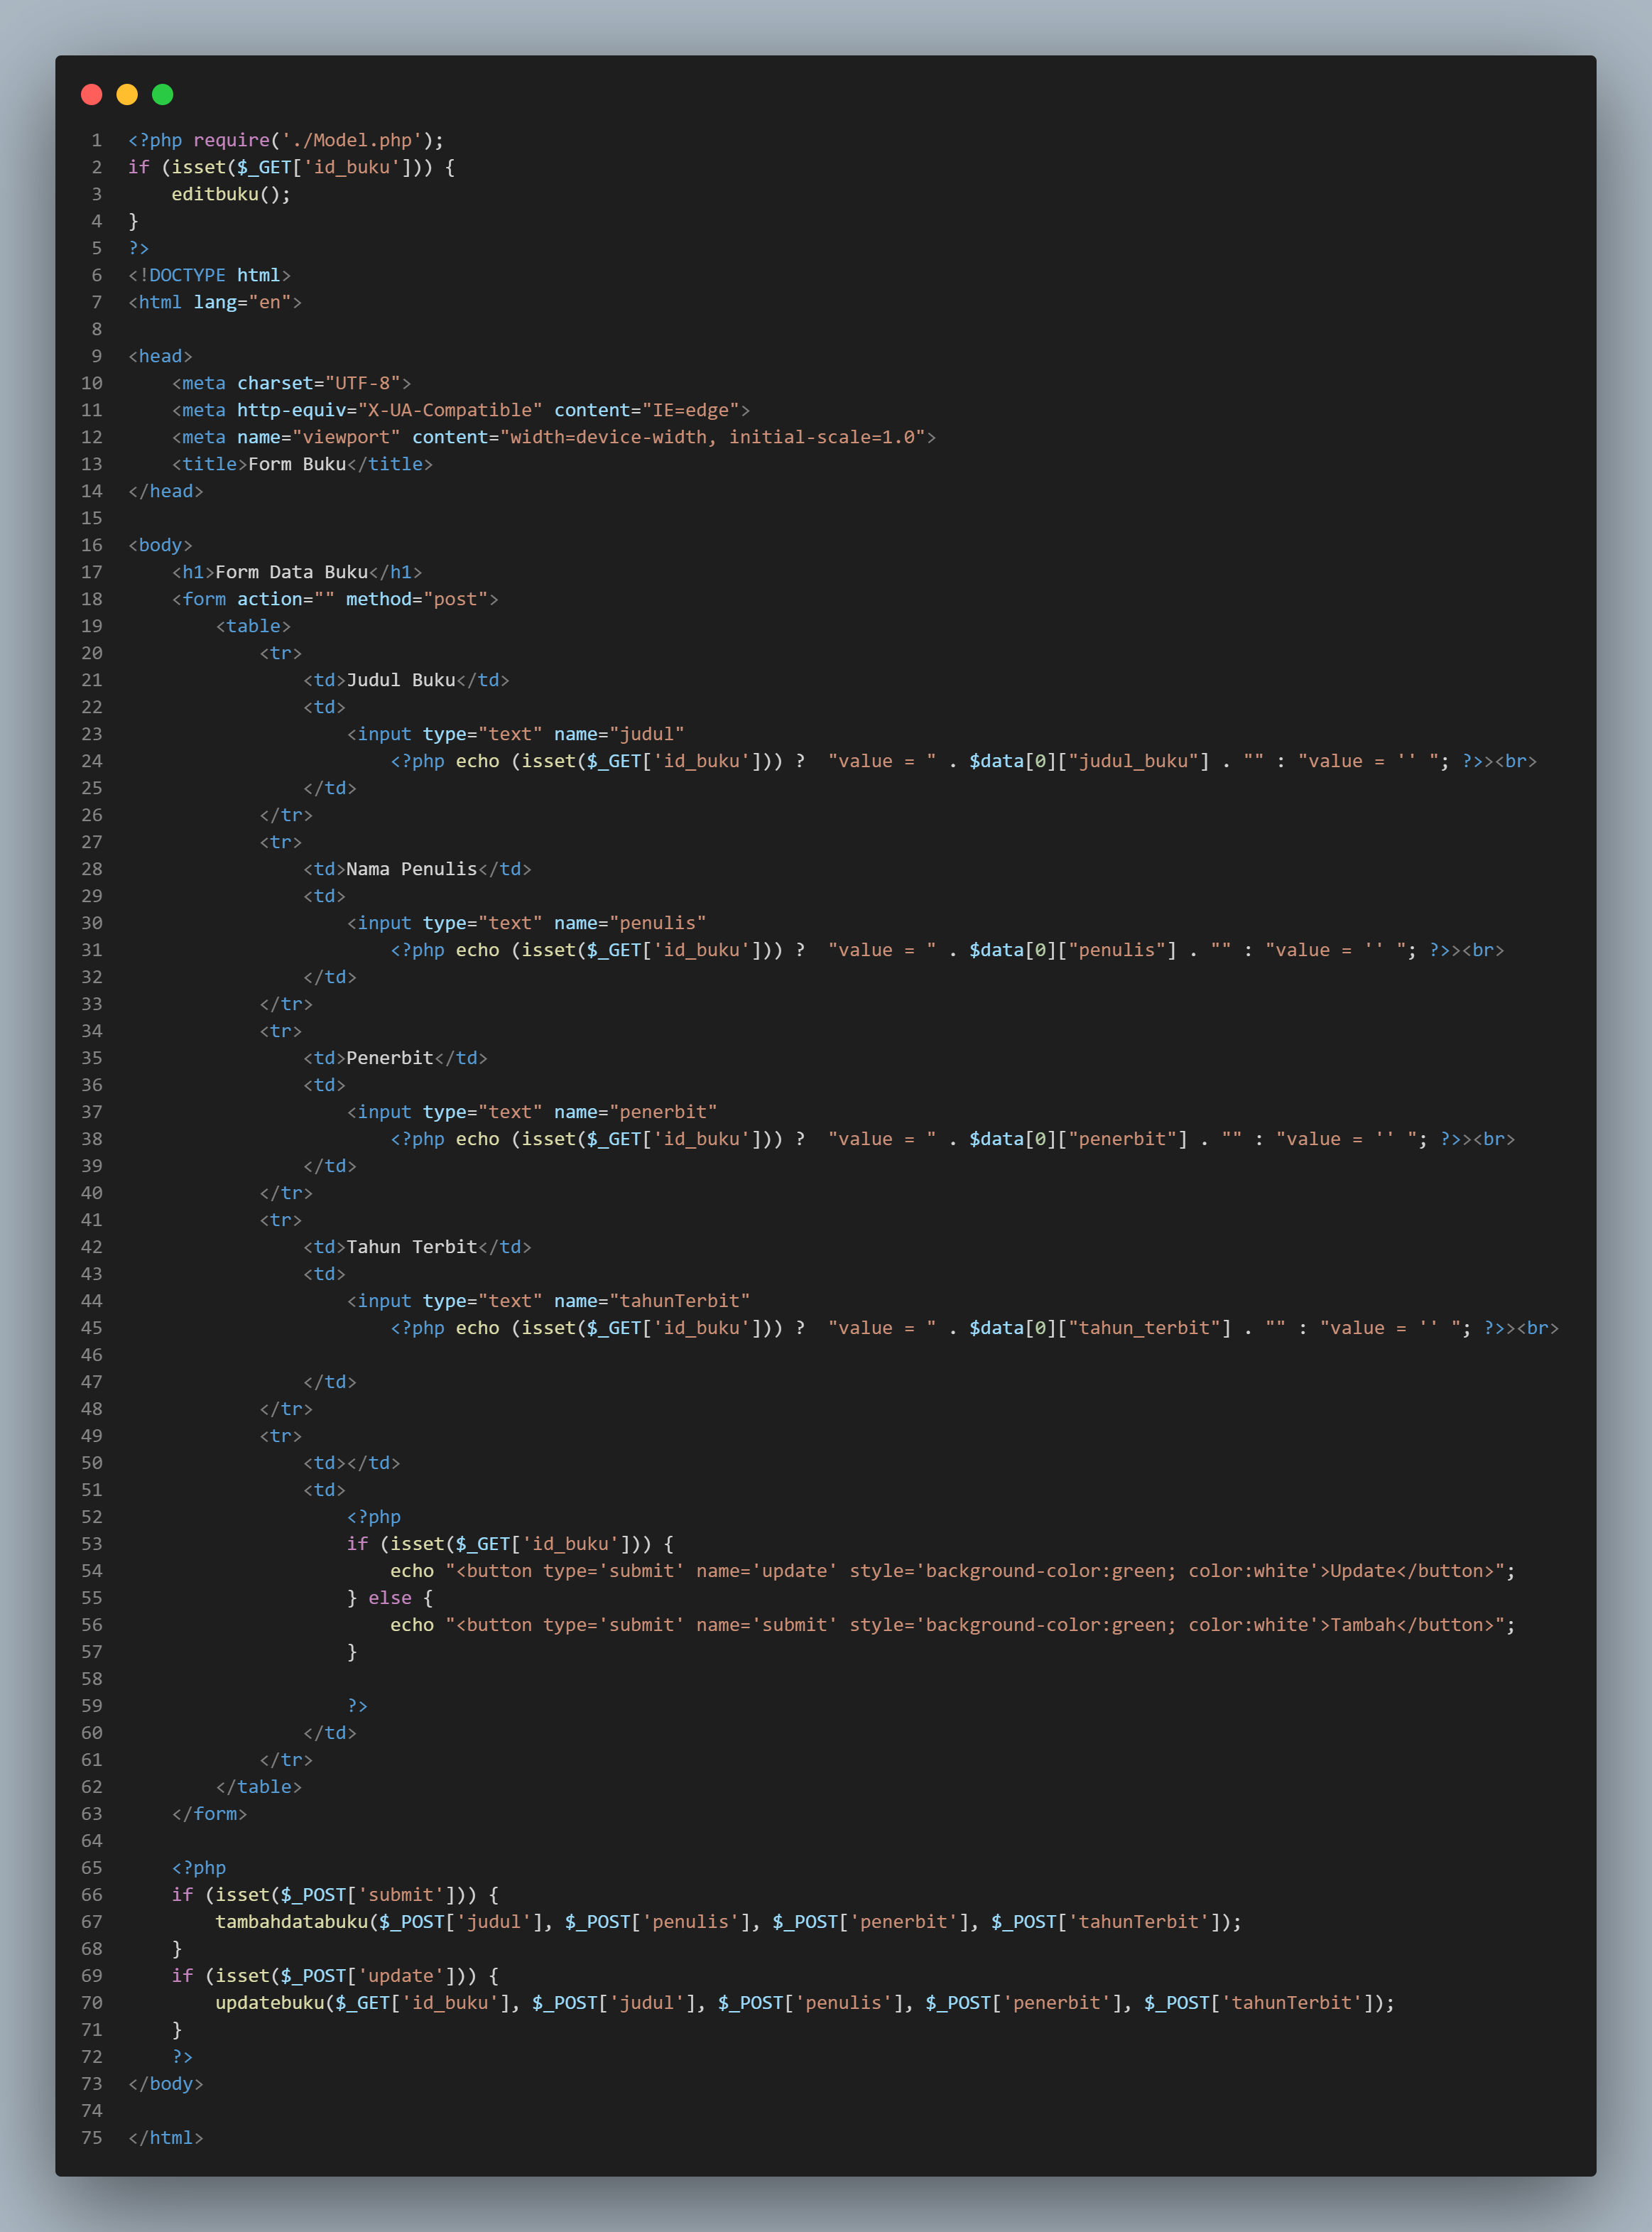 1 <?php require('./Model.php');
2 if (isset($_GET['id_buku'])) {
3     editbuku();
4 }
5 ?>
6 <!DOCTYPE html>
7 <html lang="en">
8
9 <head>
10     <meta charset="UTF-8">
11     <meta http-equiv="X-UA-Compatible" content="IE=edge">
12     <meta name="viewport" content="width=device-width, initial-scale=1.0">
13     <title>Form Buku</title>
14 </head>
15
16 <body>
17     <h1>Form Data Buku</h1>
18     <form action="" method="post">
19         <table>
20             <tr>
21                 <td>Judul Buku</td>
22                 <td>
23                     <input type="text" name="judul"
24                         <?php echo (isset($_GET['id_buku'])) ?  "value = " . $data[0]["judul_buku"] . "" : "value = '' "; ?>><br>
25                 </td>
26             </tr>
27             <tr>
28                 <td>Nama Penulis</td>
29                 <td>
30                     <input type="text" name="penulis"
31                         <?php echo (isset($_GET['id_buku'])) ?  "value = " . $data[0]["penulis"] . "" : "value = '' "; ?>><br>
32                 </td>
33             </tr>
34             <tr>
35                 <td>Penerbit</td>
36                 <td>
37                     <input type="text" name="penerbit"
38                         <?php echo (isset($_GET['id_buku'])) ?  "value = " . $data[0]["penerbit"] . "" : "value = '' "; ?>><br>
39                 </td>
40             </tr>
41             <tr>
42                 <td>Tahun Terbit</td>
43                 <td>
44                     <input type="text" name="tahunTerbit"
45                         <?php echo (isset($_GET['id_buku'])) ?  "value = " . $data[0]["tahun_terbit"] . "" : "value = '' "; ?>><br>
46
47                 </td>
48             </tr>
49             <tr>
50                 <td></td>
51                 <td>
52                     <?php
53                     if (isset($_GET['id_buku'])) {
54                         echo "<button type='submit' name='update' style='background-color:green; color:white'>Update</button>";
55                     } else {
56                         echo "<button type='submit' name='submit' style='background-color:green; color:white'>Tambah</button>";
57                     }
58
59                     ?>
60                 </td>
61             </tr>
62         </table>
63     </form>
64
65     <?php
66     if (isset($_POST['submit'])) {
67         tambahdatabuku($_POST['judul'], $_POST['penulis'], $_POST['penerbit'], $_POST['tahunTerbit']);
68     }
69     if (isset($_POST['update'])) {
70         updatebuku($_GET['id_buku'], $_POST['judul'], $_POST['penulis'], $_POST['penerbit'], $_POST['tahunTerbit']);
71     }
72     ?>
73 </body>
74
75 </html>